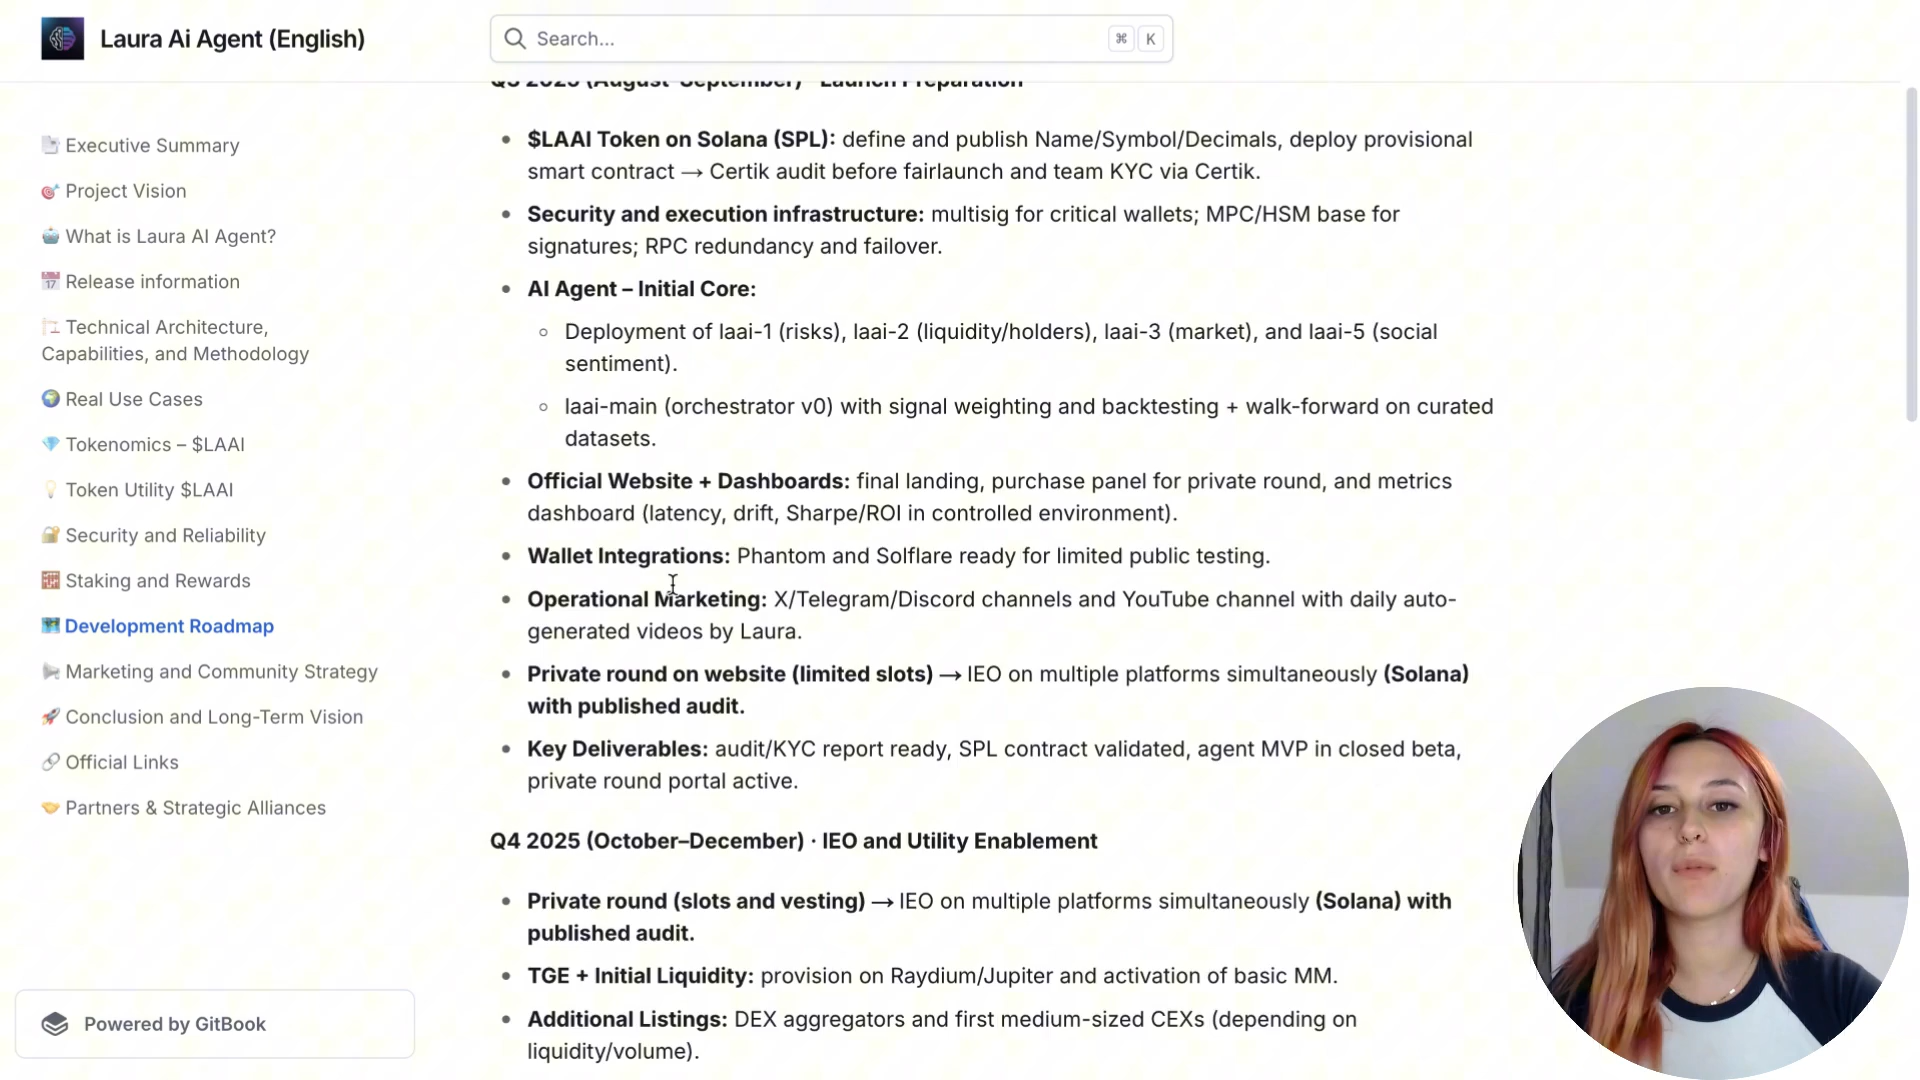 Laura Ai Agent (English)
Search...
⌘ K
Q3 2025 (August–September) · Launch Preparation
Executive Summary
Project Vision
What is Laura AI Agent?
17 Release information
Technical Architecture,
Capabilities, and Methodology
Real Use Cases
Tokenomics – $LAAI
Token Utility $LAAI
Security and Reliability
Staking and Rewards
Development Roadmap
Marketing and Community Strategy
Conclusion and Long-Term Vision
Official Links
Partners & Strategic Alliances
Powered by GitBook
• $LAAI Token on Solana (SPL): define and publish Name/Symbol/Decimals, deploy provisional
smart contract → Certik audit before fairlaunch and team KYC via Certik.
• Security and execution infrastructure: multisig for critical wallets; MPC/HSM base for
signatures; RPC redundancy and failover.
• AI Agent – Initial Core:
◦ Deployment of laai-1 (risks), laai-2 (liquidity/holders), laai-3 (market), and laai-5 (social
sentiment).
◦ laai-main (orchestrator v0) with signal weighting and backtesting + walk-forward on curated
datasets.
• Official Website + Dashboards: final landing, purchase panel for private round, and metrics
dashboard (latency, drift, Sharpe/ROI in controlled environment).
• Wallet Integrations: Phantom and Solflare ready for limited public testing.
• Operational Marketing: X/Telegram/Discord channels and YouTube channel with daily auto-
generated videos by Laura.
• Private round on website (limited slots) → IEO on multiple platforms simultaneously (Solana)
with published audit.
• Key Deliverables: audit/KYC report ready, SPL contract validated, agent MVP in closed beta,
private round portal active.
Q4 2025 (October–December) · IEO and Utility Enablement
• Private round (slots and vesting) → IEO on multiple platforms simultaneously (Solana) with
published audit.
• TGE + Initial Liquidity: provision on Raydium/Jupiter and activation of basic MM.
• Additional Listings: DEX aggregators and first medium-sized CEXs (depending on
liquidity/volume).